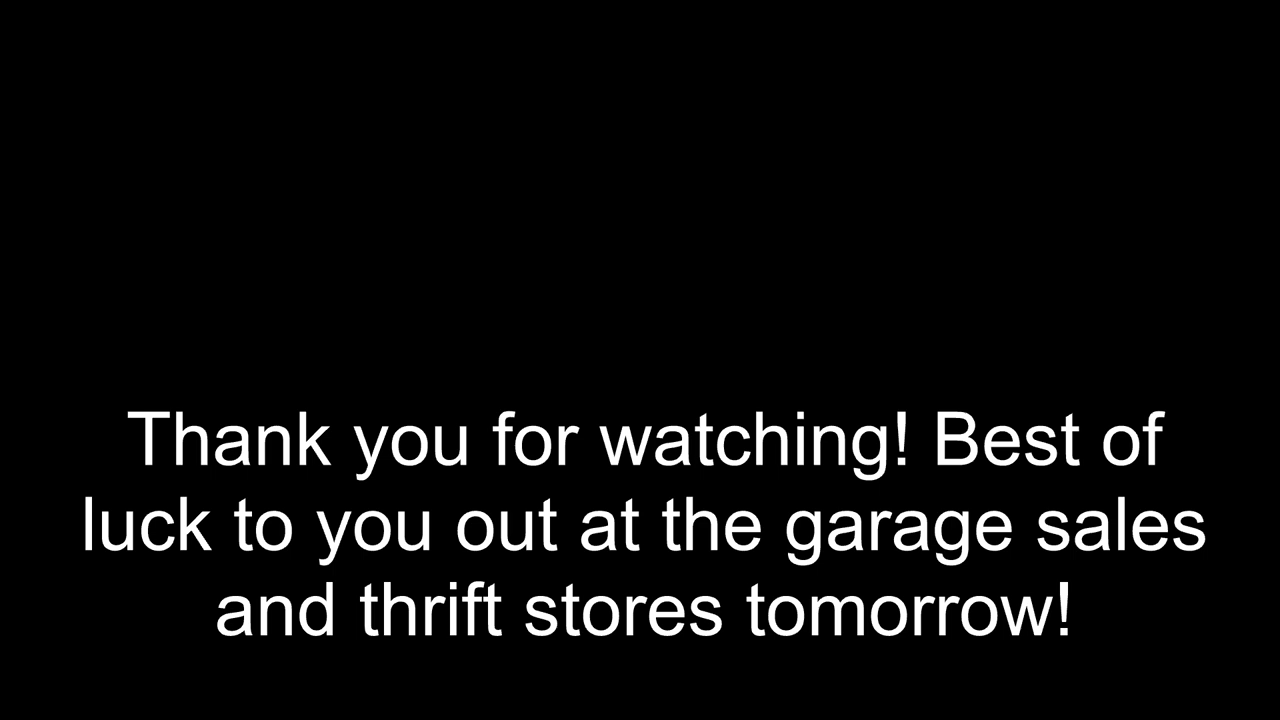 Thank you for watching! Best of
luck to you out at the garage sales
and thrift stores tomorrow!